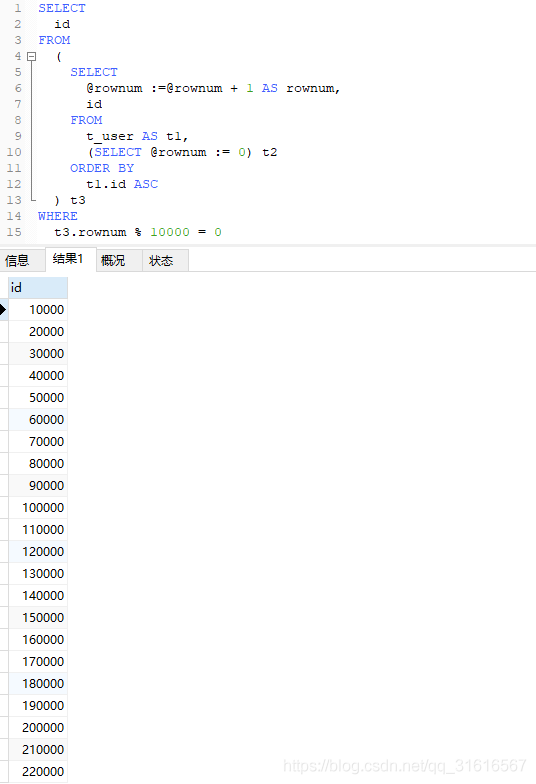 1 SELECT
2 id
3 FROM
4 (
5 SELECT
6 @rownum :=@rownum + 1 AS rownum,
7 id
8 FROM
9 t_user AS t1,
10 (SELECT @rownum := 0) t2
11 ORDER BY
12 t1.id ASC
13 ) t3
14 WHERE
15 t3.rownum % 10000 = 0
信息 结果1 概况 状态
id
10000
20000
30000
40000
50000
60000
70000
80000
90000
100000
110000
120000
130000
140000
150000
160000
170000
180000
190000
200000
210000
220000
https://blog.csdn.net/qq_31616567